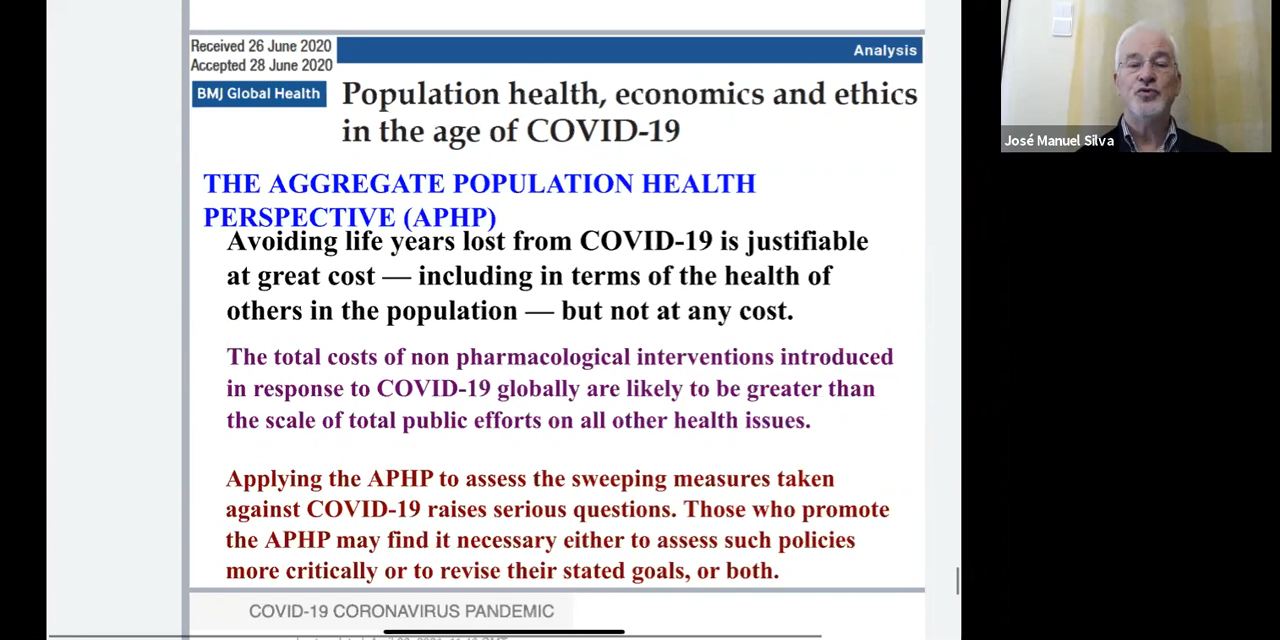 Received 26 June 2020
Accepted 28 June 2020
Analysis
BMJ Global Health
Population health, economics and ethics
in the age of COVID-19
THE AGGREGATE POPULATION HEALTH
PERSPECTIVE (APHP)
Avoiding life years lost from COVID-19 is justifiable
at great cost — including in terms of the health of
others in the population — but not at any cost.
The total costs of non pharmacological interventions introduced
in response to COVID-19 globally are likely to be greater than
the scale of total public efforts on all other health issues.
Applying the APHP to assess the sweeping measures taken
against COVID-19 raises serious questions. Those who promote
the APHP may find it necessary either to assess such policies
more critically or to revise their stated goals, or both.
COVID-19 CORONAVIRUS PANDEMIC
José Manuel Silva